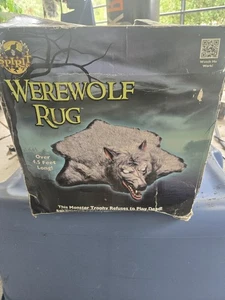 Spirit
WEREWOLF
RUG
Over
4.5 Feet
Long!
This Monster Trophy Refuses to Play Dead!